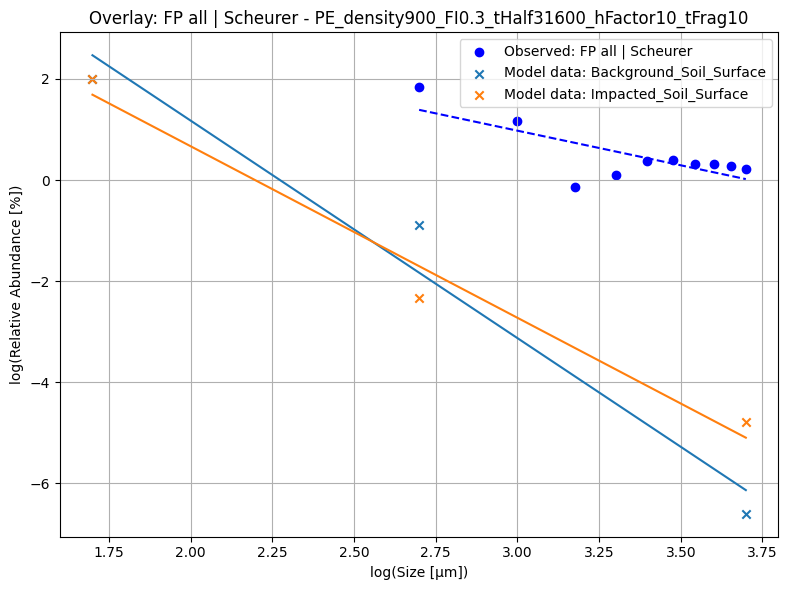 Overlay: FP all | Scheurer - PE_density900_FI0.3_tHalf31600_hFactor10_tFrag10
Observed: FP all | Scheurer
Model data: Background_Soil_Surface
Model data: Impacted_Soil_Surface
log(Relative Abundance [%])
2
0
−2
−4
−6
1.75 2.00 2.25 2.50 2.75 3.00 3.25 3.50 3.75
log(Size [µm])